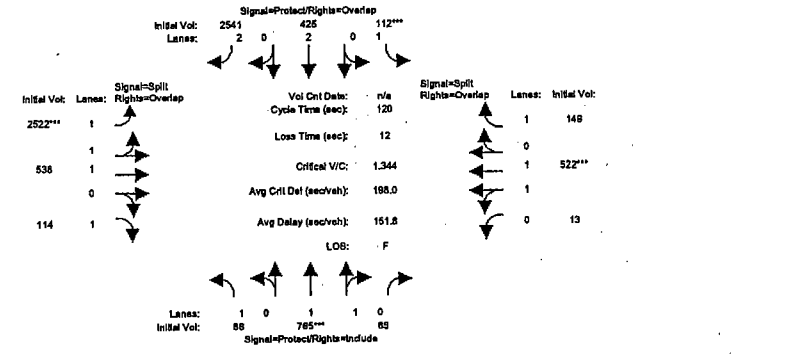 Signal=Protect/Rights=Overlap
Initial Vol: 2541 425 112***
Lanes: 2 0 2 0 1
Signal=Split
Initial Vol: Lanes: Rights=Overlap
Vol Cnt Date: n/a
Signal=Split
Rights=Overlap Lanes: Initial Vol:
Cycle Time (sec): 120
2522*** 1
1 149
Loss Time (sec): 12
1
0
538 1
Critical V/C: 1.344
1 522***
0
Avg Crit Del (sec/veh): 198.0
1
114 1
Avg Delay (sec/veh): 151.8
0 13
LOS: F
Lanes: 1 0 1 1 0
Initial Vol: 88 765*** 69
Signal=Protect/Rights=Include